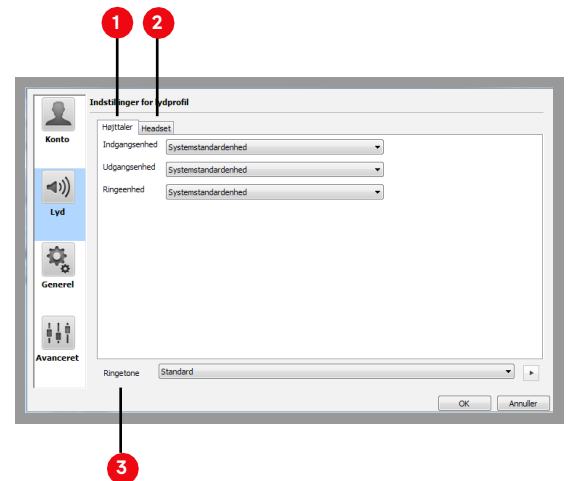 1 2
Indstillinger for lydprofil
Konto
Lyd
Generel
Avanceret
Højttaler Headset
Indgangsenhed Systemstandardenhed
Udgangsenhed Systemstandardenhed
Ringeenhed Systemstandardenhed
Ringetone Standard
OK Annuller
3